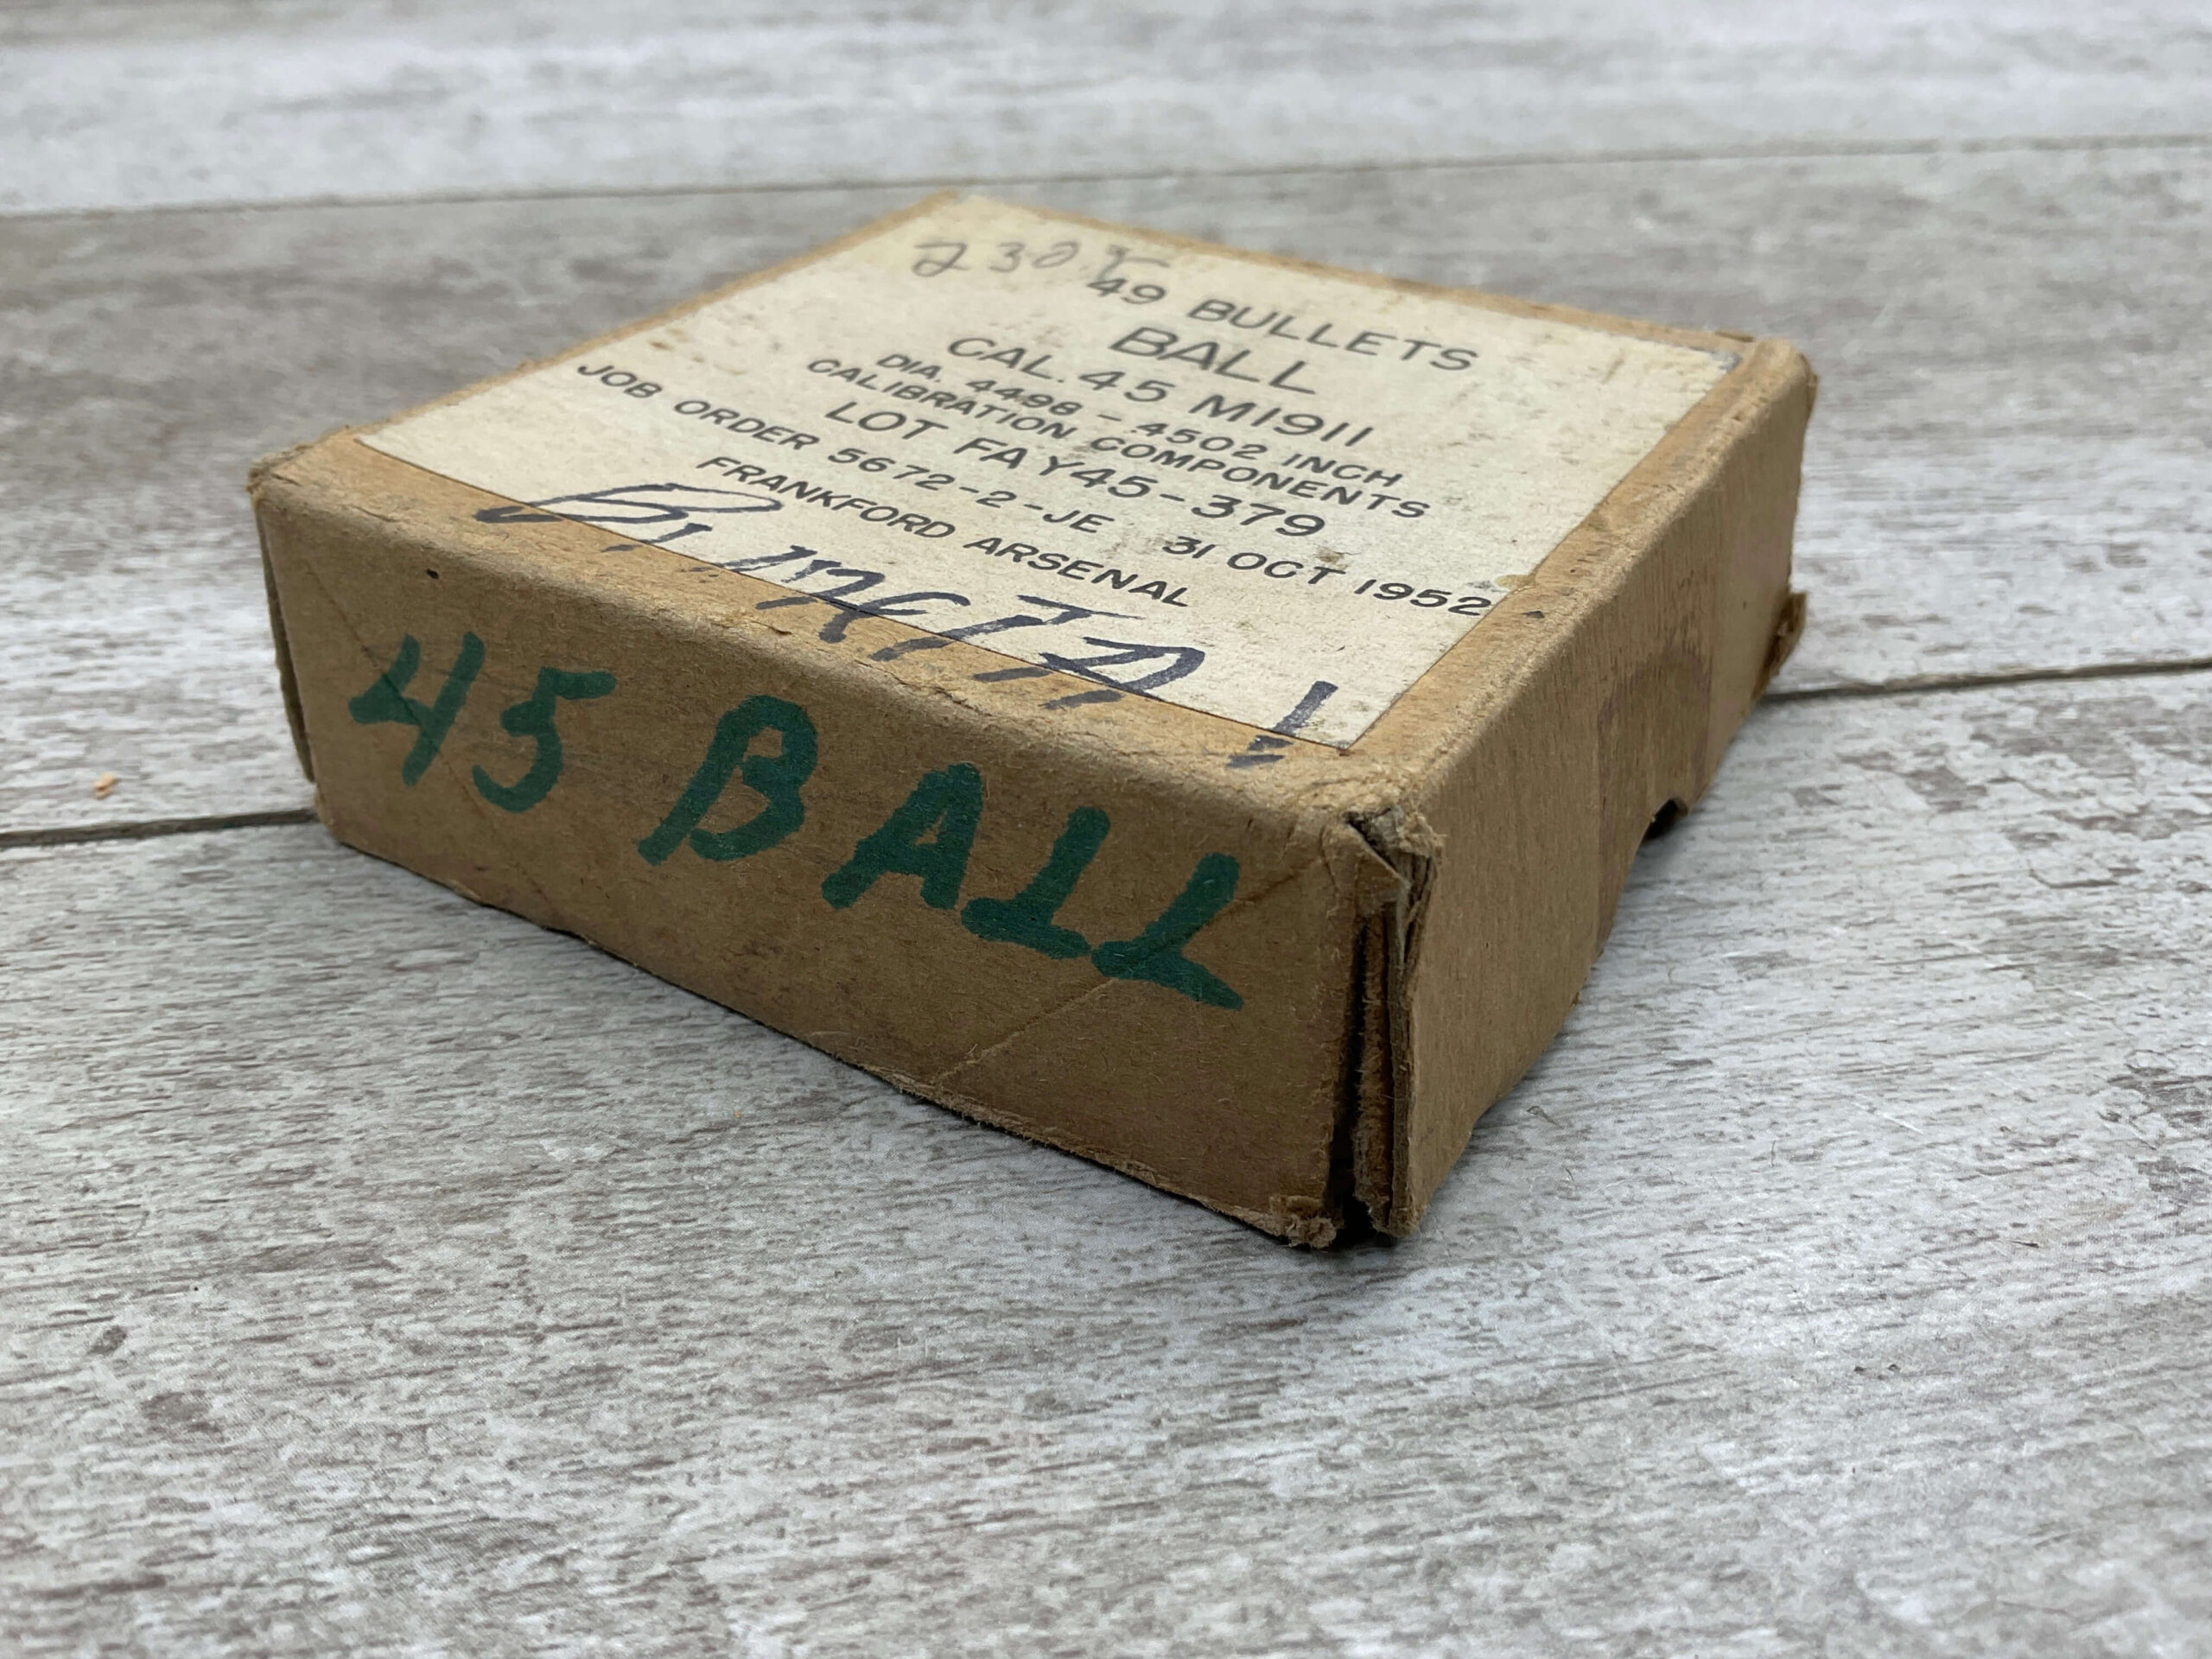 230 gr
49 BULLETS
BALL
CAL. 45 M1911
DIA. .4498 - .4502 INCH
CALIBRATION COMPONENTS
LOT FA Y45-379
JOB ORDER 5672-2-JE 31 OCT 1952
FRANKFORD ARSENAL
45 BALL